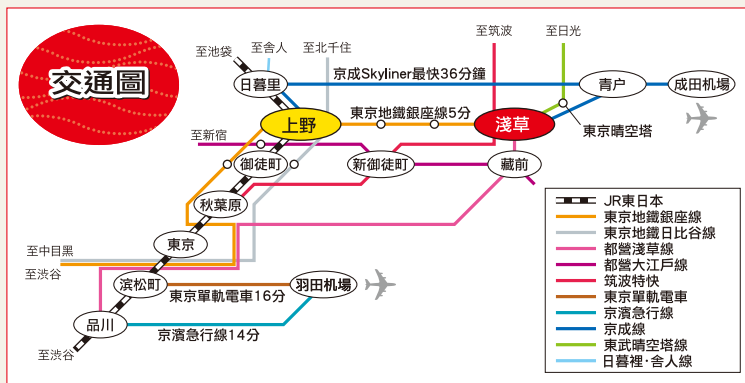 交通圖
至池袋
至舍人
至北千住
至筑波
至日光
日暮里
京成Skyliner最快36分鐘
青户
成田机场
上野
東京地鐵銀座線5分
淺草
東京晴空塔
至新宿
御徒町
新御徒町
藏前
秋葉原
東京
至中目黑
至渋谷
滨松町
東京單軌電車16分
羽田机场
品川
京濱急行線14分
至渋谷
JR東日本
東京地鐵銀座線
東京地鐵日比谷線
都營淺草線
都營大江戶線
筑波特快
東京單軌電車
京濱急行線
京成線
東武晴空塔線
日暮裡·舎人線